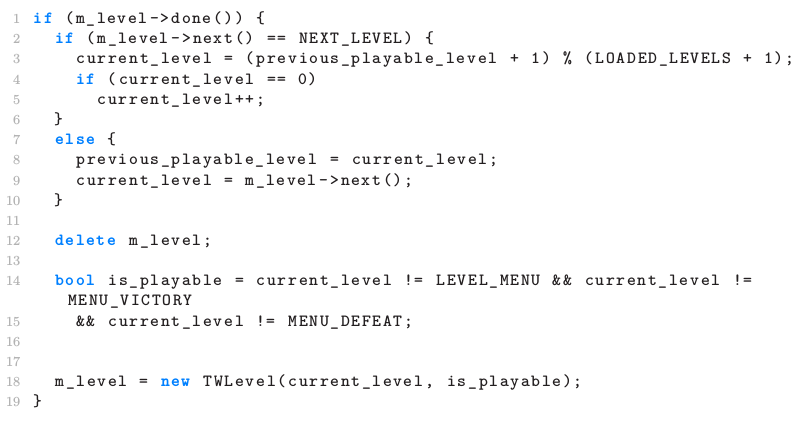 1 if (m_level->done()) {
2   if (m_level->next() == NEXT_LEVEL) {
3     current_level = (previous_playable_level + 1) % (LOADED_LEVELS + 1);
4     if (current_level == 0)
5       current_level++;
6   }
7   else {
8     previous_playable_level = current_level;
9     current_level = m_level->next();
10   }
11
12   delete m_level;
13
14   bool is_playable = current_level != LEVEL_MENU && current_level !=
    MENU_VICTORY
15     && current_level != MENU_DEFEAT;
16
17
18   m_level = new TWLevel(current_level, is_playable);
19 }